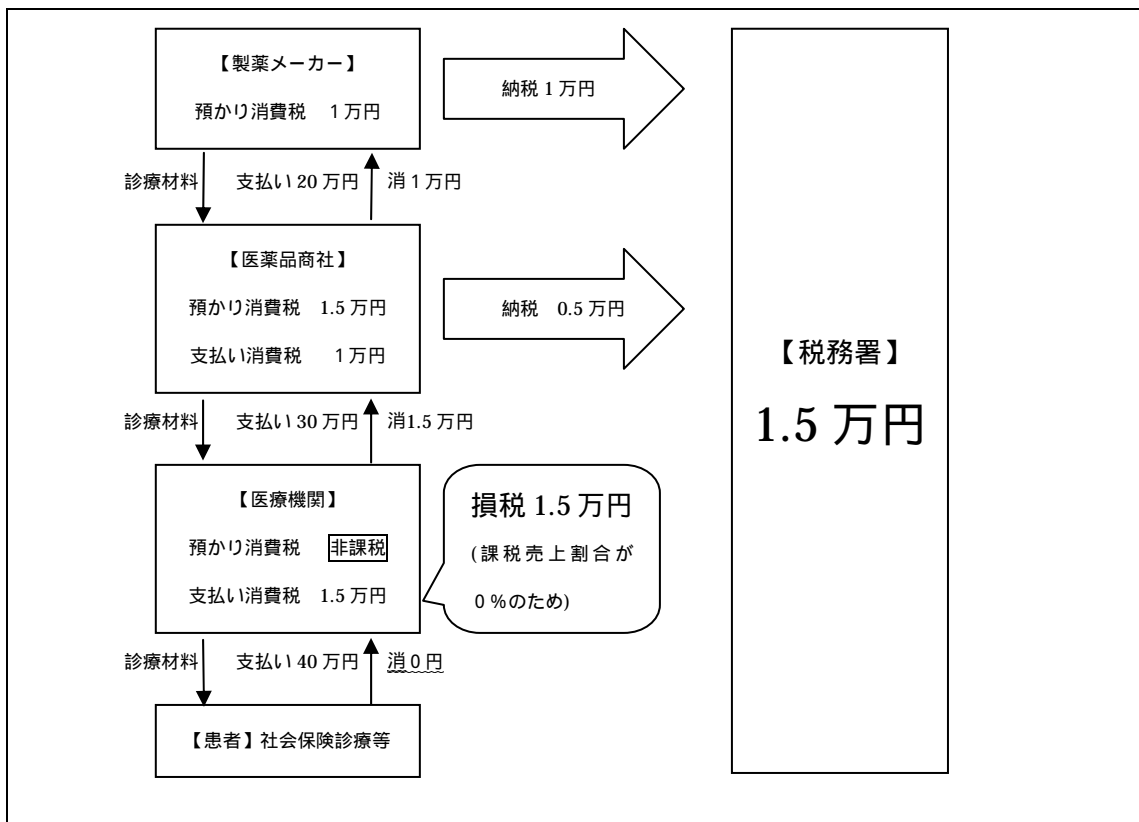 【製薬メーカー】
預かり消費税 1万円
納税1万円
診療材料 支払い20万円 消1万円
【医薬品商社】
預かり消費税 1.5万円
支払い消費税 1万円
納税 0.5万円
【税務署】
1.5万円
診療材料 支払い30万円 消1.5万円
【医療機関】
預かり消費税 非課税
支払い消費税 1.5万円
損税1.5万円
(課税売上割合が
0%のため)
診療材料 支払い40万円 消0円
【患者】社会保険診療等